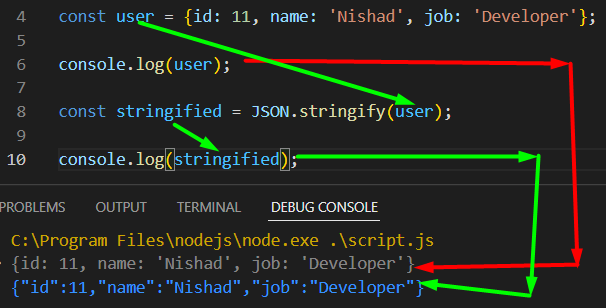 4 const user = {id: 11, name: 'Nishad', job: 'Developer'};
5
6 console.log(user);
7
8 const stringified = JSON.stringify(user);
9
10 console.log(stringified);
PROBLEMS OUTPUT TERMINAL DEBUG CONSOLE
C:\Program Files\nodejs\node.exe .\script.js
{id: 11, name: 'Nishad', job: 'Developer'}
{"id":11,"name":"Nishad","job":"Developer"}